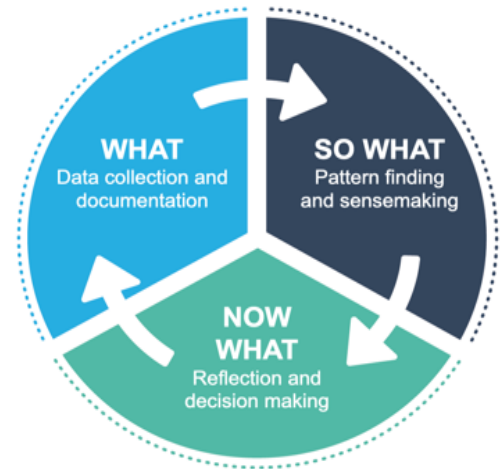 WHAT
Data collection and
documentation
SO WHAT
Pattern finding
and sensemaking
NOW
WHAT
Reflection and
decision making